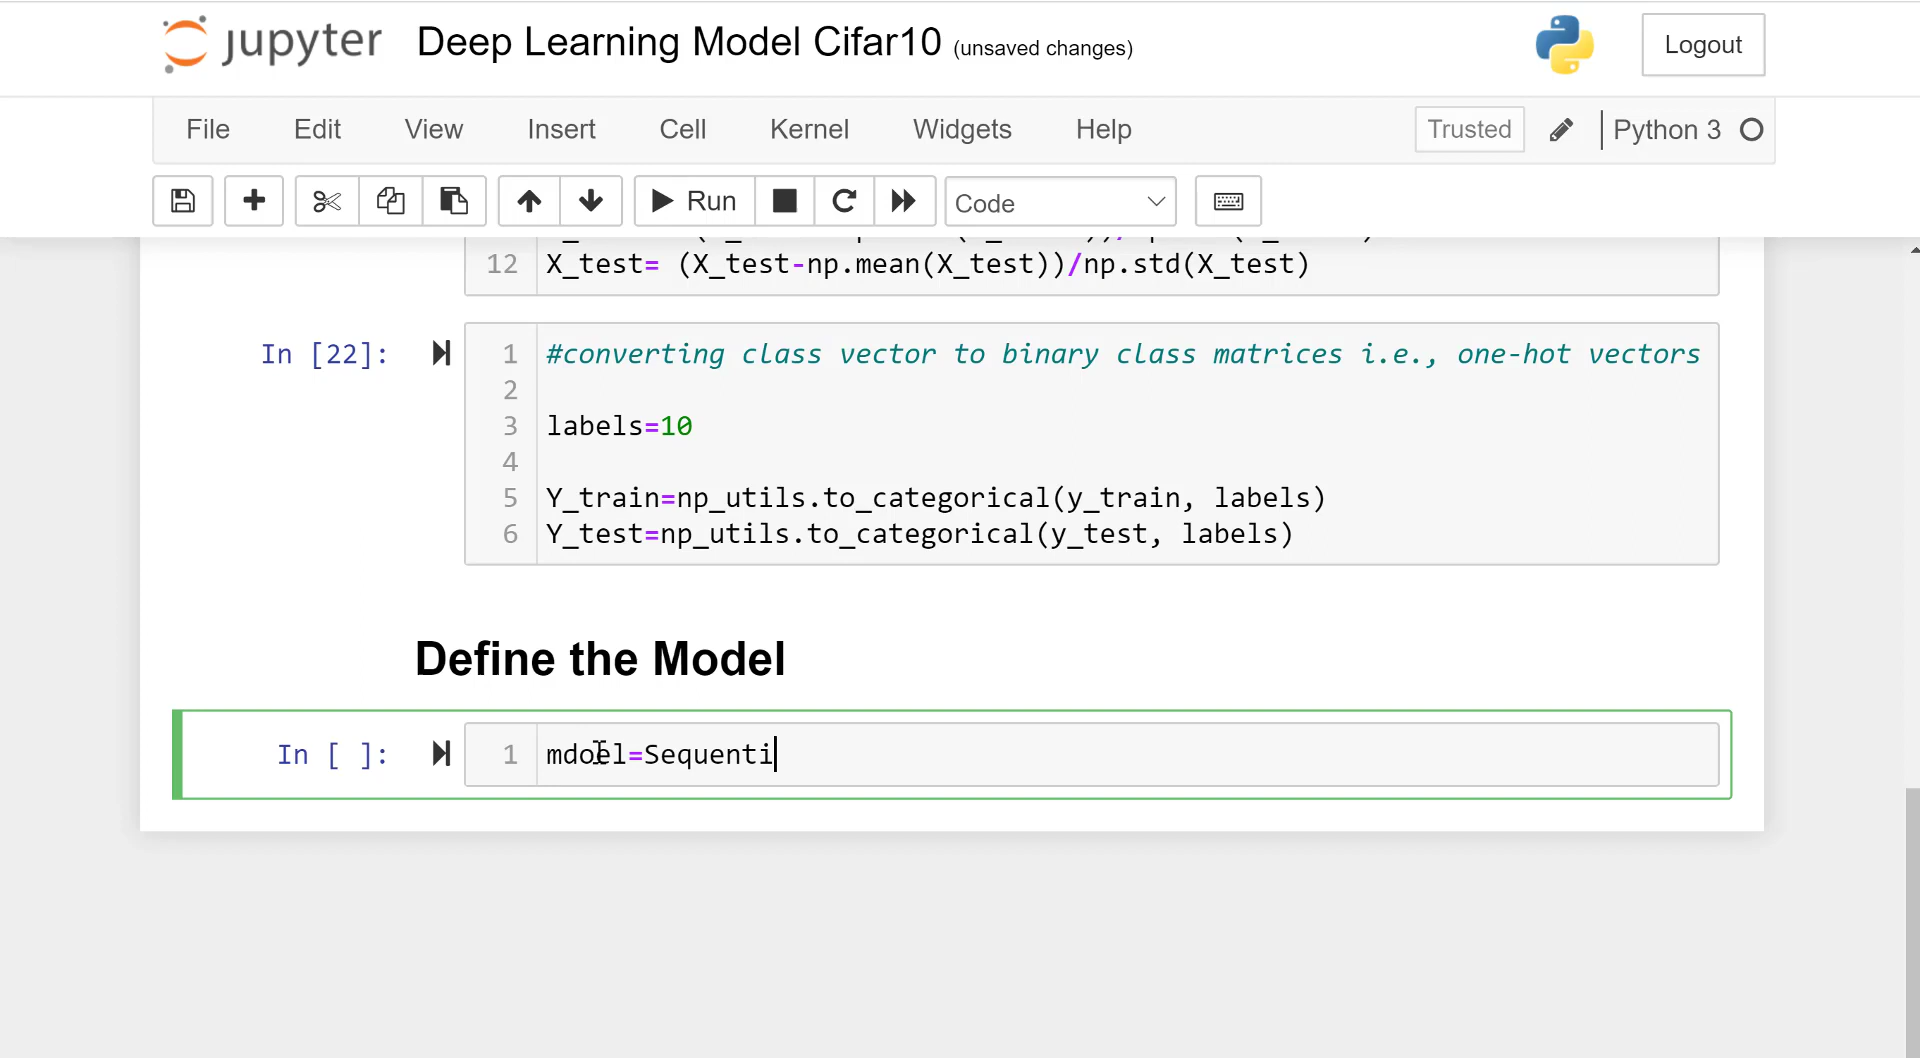 jupyter Deep Learning Model Cifar10 (unsaved changes) Logout
File Edit View Insert Cell Kernel Widgets Help Trusted Python 3
Run Code
12 X_test= (X_test-np.mean(X_test))/np.std(X_test)
In [22]: 1 #converting class vector to binary class matrices i.e., one-hot vectors
2
3 labels=10
4
5 Y_train=np_utils.to_categorical(y_train, labels)
6 Y_test=np_utils.to_categorical(y_test, labels)
Define the Model
In [ ]: 1 mdoel=Sequenti